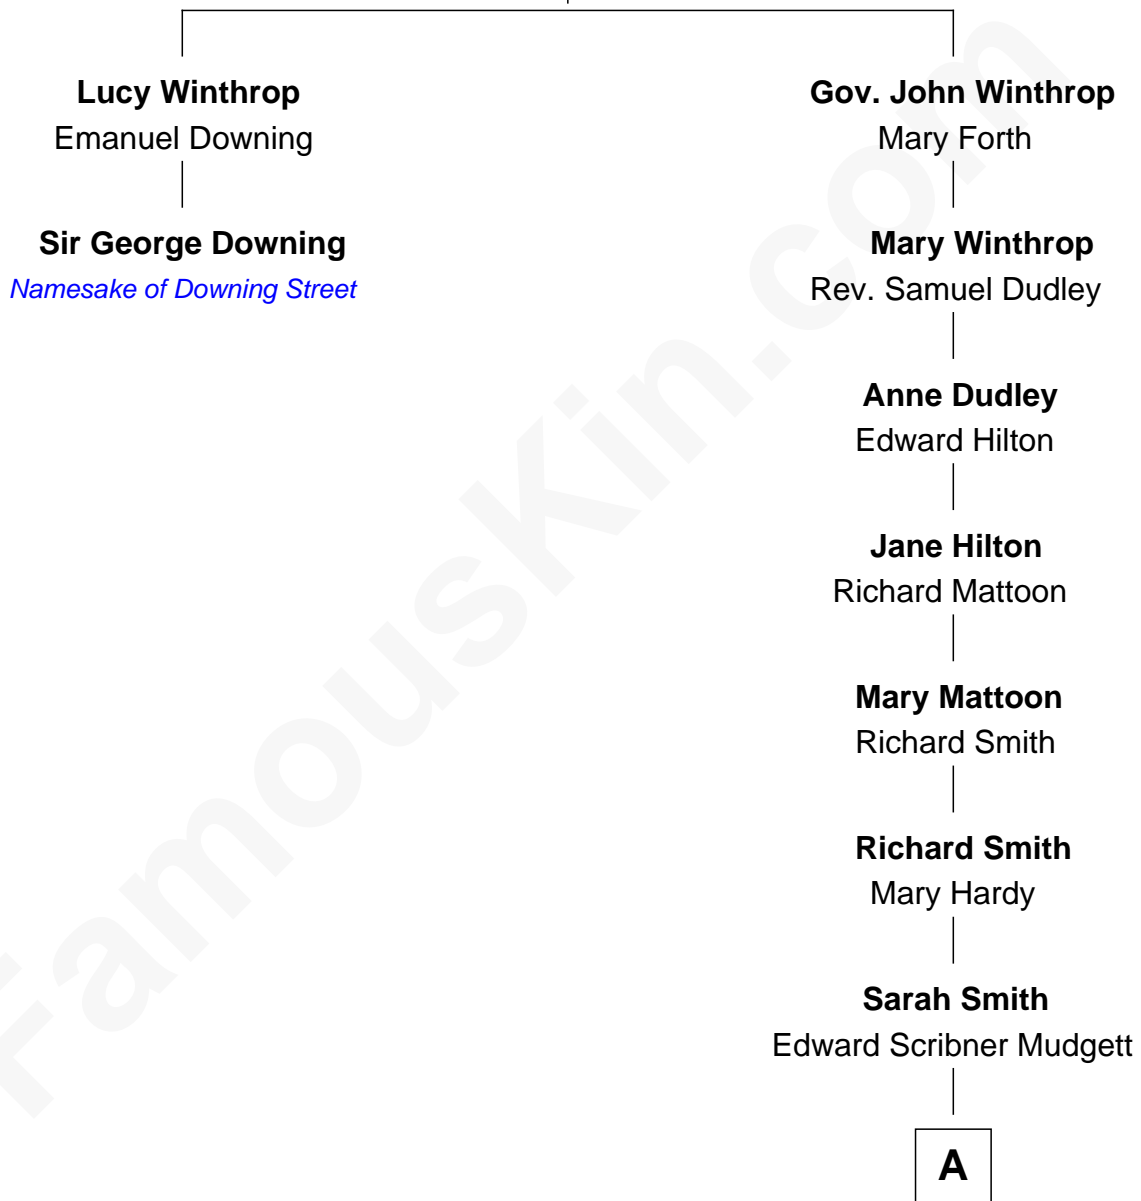 Lucy Winthrop
Emanuel Downing
Sir George Downing
Namesake of Downing Street
Gov. John Winthrop
Mary Forth
Mary Winthrop
Rev. Samuel Dudley
Anne Dudley
Edward Hilton
Jane Hilton
Richard Mattoon
Mary Mattoon
Richard Smith
Richard Smith
Mary Hardy
Sarah Smith
Edward Scribner Mudgett
A
FamousKin.com